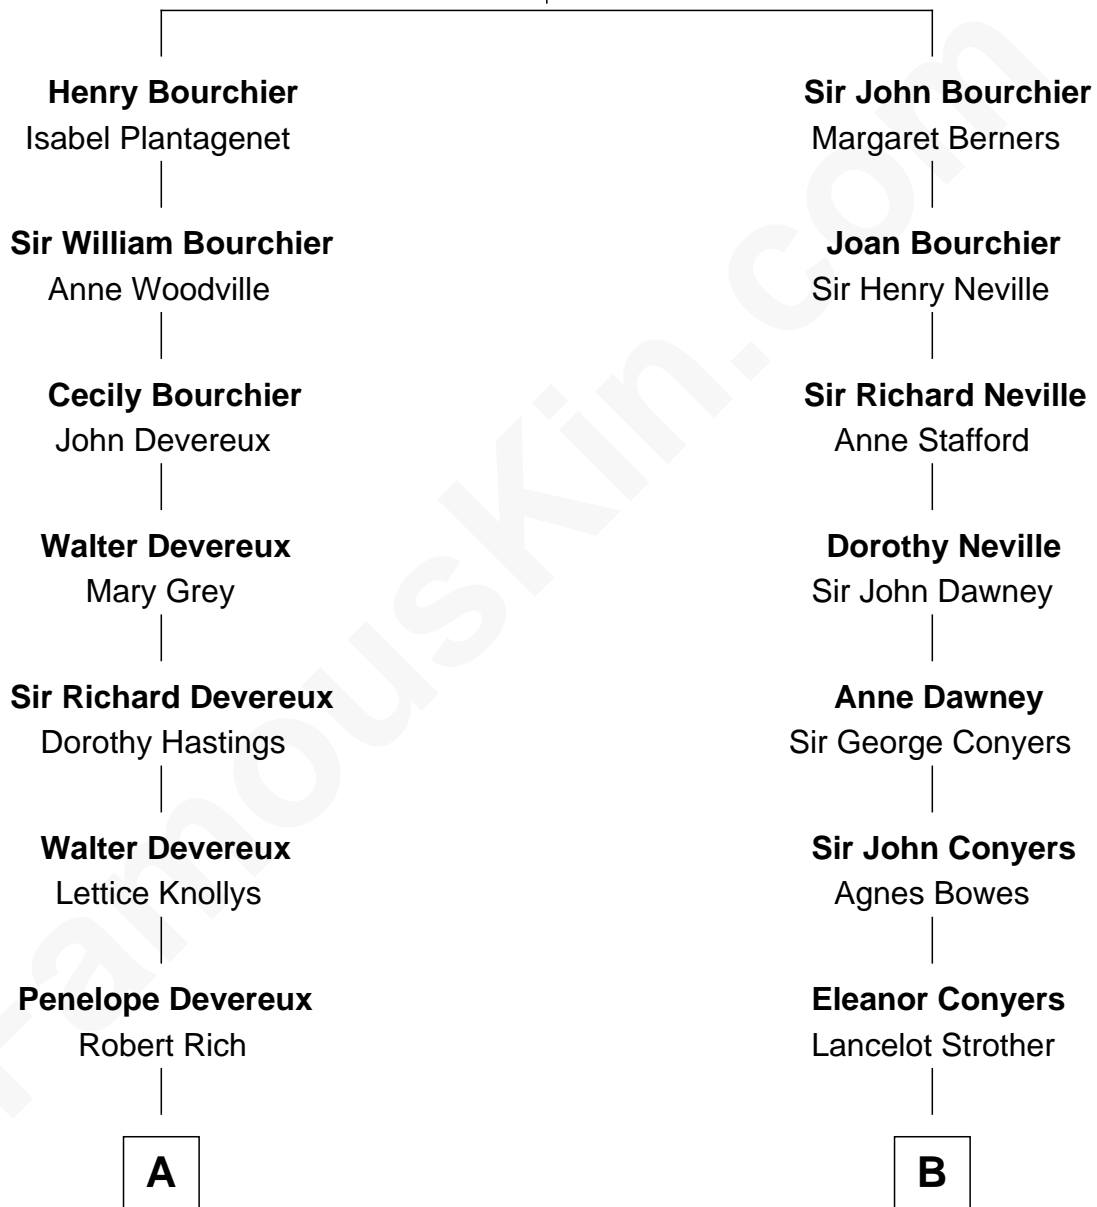 Henry Bourchier
Isabel Plantagenet
Sir William Bourchier
Anne Woodville
Cecily Bourchier
John Devereux
Walter Devereux
Mary Grey
Sir Richard Devereux
Dorothy Hastings
Walter Devereux
Lettice Knollys
Penelope Devereux
Robert Rich
A
Sir John Bourchier
Margaret Berners
Joan Bourchier
Sir Henry Neville
Sir Richard Neville
Anne Stafford
Dorothy Neville
Sir John Dawney
Anne Dawney
Sir George Conyers
Sir John Conyers
Agnes Bowes
Eleanor Conyers
Lancelot Strother
B
FamousKin.com